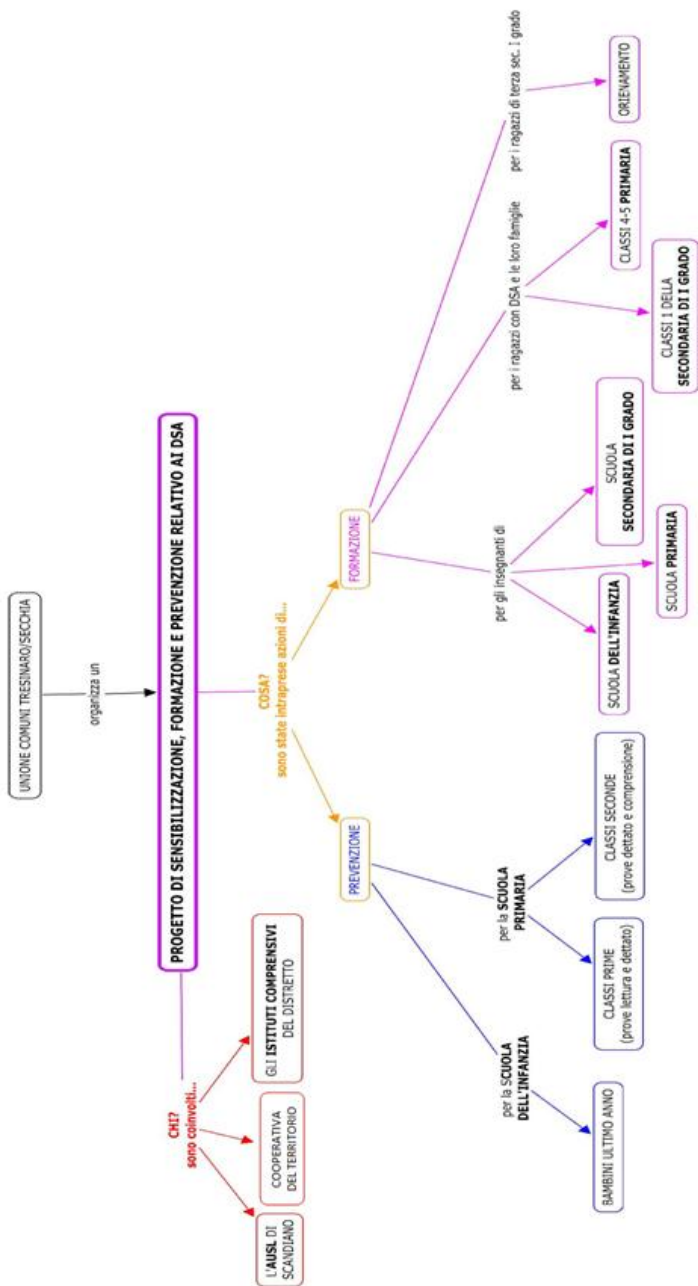 UNIONE COMUNI TRESINARO/SECCHIA
organizza un
PROGETTO DI SENSIBILIZZAZIONE, FORMAZIONE E PREVENZIONE RELATIVO AI DSA
CHI?
sono coinvolti...
L'AUSL DI
SCANDIANO
COOPERATIVA
DEL TERRITORIO
GLI ISTITUTI COMPRENSIVI
DEL DISTRETTO
COSA?
sono state intraprese azioni di...
PREVENZIONE
per la SCUOLA
DELL'INFANZIA
BAMBINI ULTIMO ANNO
per la SCUOLA
PRIMARIA
CLASSI PRIME
(prove lettura e dettato)
CLASSI SECONDE
(prove dettato e comprensione)
FORMAZIONE
per gli insegnanti di
SCUOLA DELL'INFANZIA
SCUOLA PRIMARIA
SCUOLA
SECONDARIA DI I GRADO
per i ragazzi con DSA e le loro famiglie
CLASSI 1 DELLA
SECONDARIA DI I GRADO
CLASSI 4-5 PRIMARIA
per i ragazzi di terza sec. I grado
ORIENAMENTO